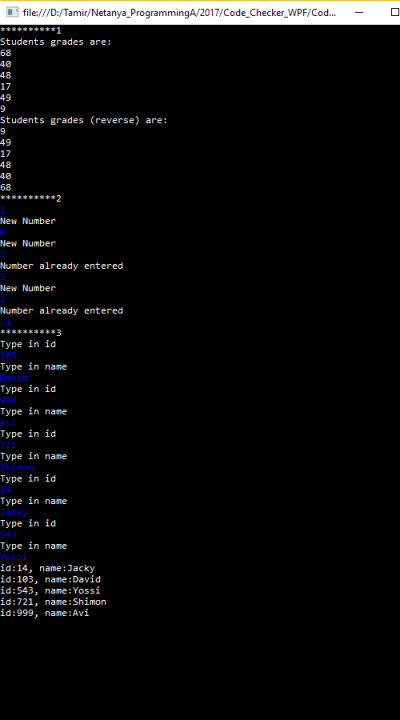 file:///D:/Tamir/Netanya_ProgrammingA/2017/Code_Checker_WPF/Cod...
**********1
Students grades are:
68
40
48
17
49
9
Students grades (reverse) are:
9
49
17
48
40
68
**********2
2
New Number
0
New Number
2
Number already entered
3
New Number
2
Number already entered
-1
**********3
Type in id
103
Type in name
David
Type in id
999
Type in name
Avi
Type in id
721
Type in name
Shimon
Type in id
14
Type in name
Jacky
Type in id
543
Type in name
Yossi
id:14, name:Jacky
id:103, name:David
id:543, name:Yossi
id:721, name:Shimon
id:999, name:Avi